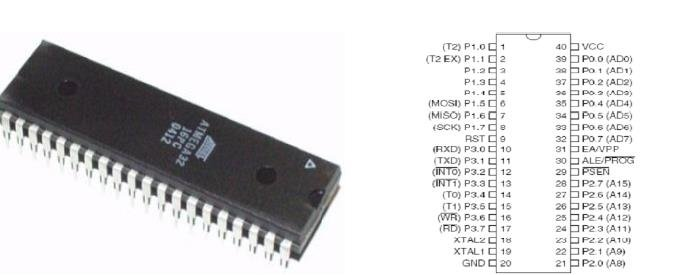 ATMEGA32
16PC
0412
(T2) P1.0 1 40 VCC
(T2 EX) P1.1 2 39 P0.0 (AD0)
P1.2 3 38 P0.1 (AD1)
P1.3 4 37 P0.2 (AD2)
P1.4 5 36 P0.3 (AD3)
(MOSI) P1.5 6 35 P0.4 (AD4)
(MISO) P1.6 7 34 P0.5 (AD5)
(SCK) P1.7 8 33 P0.6 (AD6)
RST 9 32 P0.7 (AD7)
(RXD) P3.0 10 31 EA/VPP
(TXD) P3.1 11 30 ALE/PROG
(INT0) P3.2 12 29 PSEN
(INT1) P3.3 13 28 P2.7 (A15)
(T0) P3.4 14 27 P2.6 (A14)
(T1) P3.5 15 26 P2.5 (A13)
(WR) P3.6 16 25 P2.4 (A12)
(RD) P3.7 17 24 P2.3 (A11)
XTAL2 18 23 P2.2 (A10)
XTAL1 19 22 P2.1 (A9)
GND 20 21 P2.0 (A8)